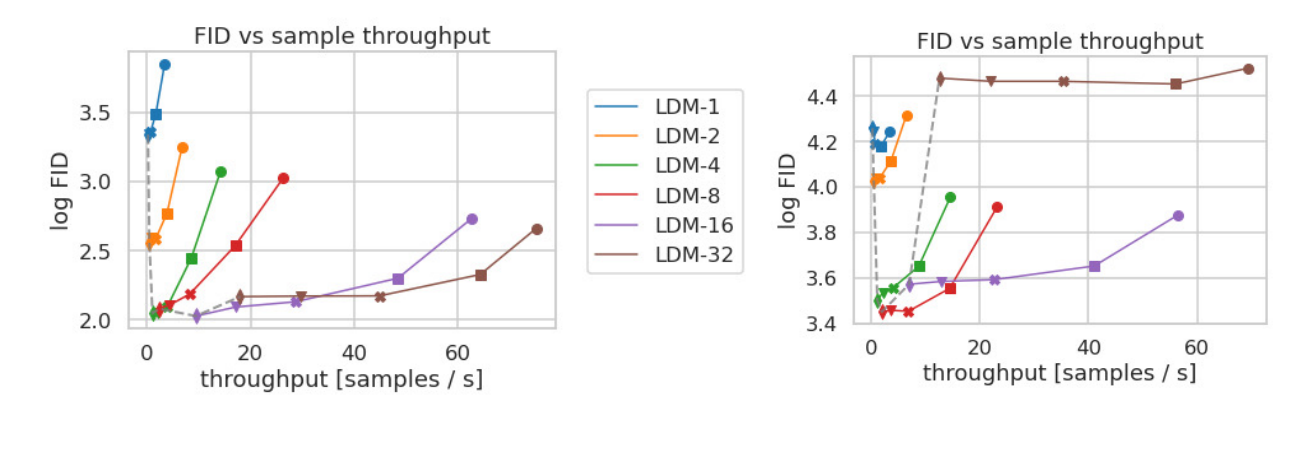 FID vs sample throughput
log FID
3.5
3.0
2.5
2.0
0 20 40 60
throughput [samples / s]
LDM-1
LDM-2
LDM-4
LDM-8
LDM-16
LDM-32
FID vs sample throughput
log FID
4.4
4.2
4.0
3.8
3.6
3.4
0 20 40 60
throughput [samples / s]